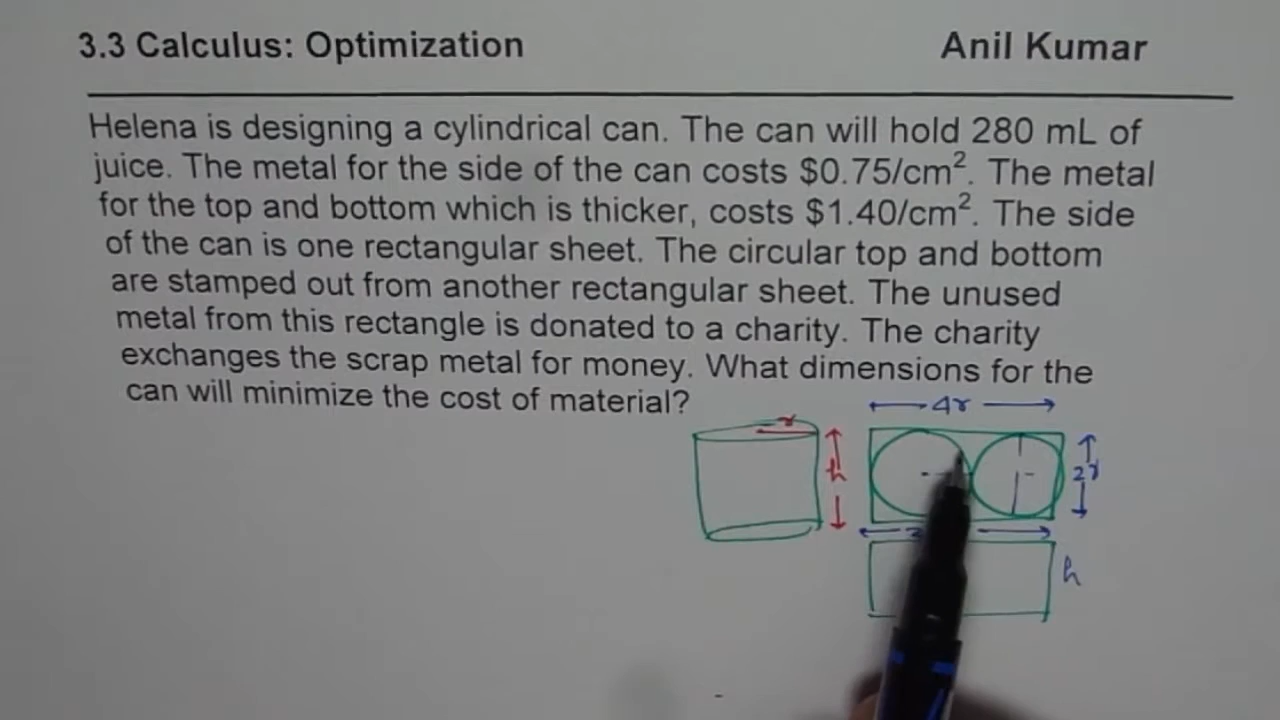 3.3 Calculus: Optimization Anil Kumar
Helena is designing a cylindrical can. The can will hold 280 mL of
juice. The metal for the side of the can costs $0.75/cm². The metal
for the top and bottom which is thicker, costs $1.40/cm². The side
of the can is one rectangular sheet. The circular top and bottom
are stamped out from another rectangular sheet. The unused
metal from this rectangle is donated to a charity. The charity
exchanges the scrap metal for money. What dimensions for the
can will minimize the cost of material?
4r
r
h
2r
h